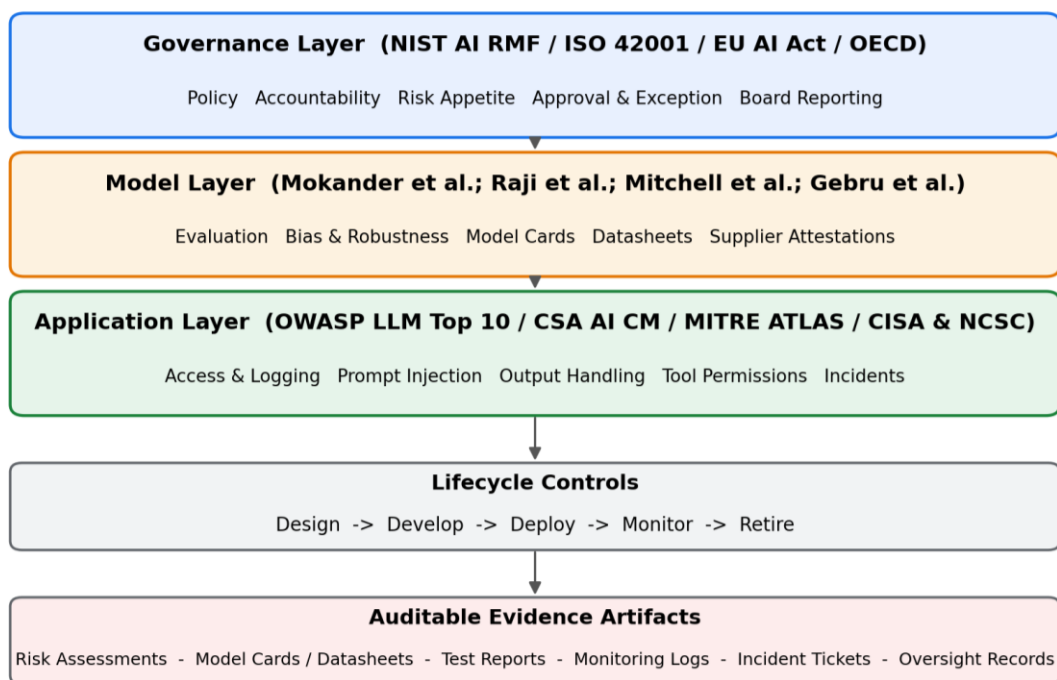 Governance Layer (NIST AI RMF / ISO 42001 / EU AI Act / OECD)
Policy Accountability Risk Appetite Approval & Exception Board Reporting
Model Layer (Mokander et al.; Raji et al.; Mitchell et al.; Gebru et al.)
Evaluation Bias & Robustness Model Cards Datasheets Supplier Attestations
Application Layer (OWASP LLM Top 10 / CSA AI CM / MITRE ATLAS / CISA & NCSC)
Access & Logging Prompt Injection Output Handling Tool Permissions Incidents
Lifecycle Controls
Design -> Develop -> Deploy -> Monitor -> Retire
Auditable Evidence Artifacts
Risk Assessments - Model Cards / Datasheets - Test Reports - Monitoring Logs - Incident Tickets - Oversight Records